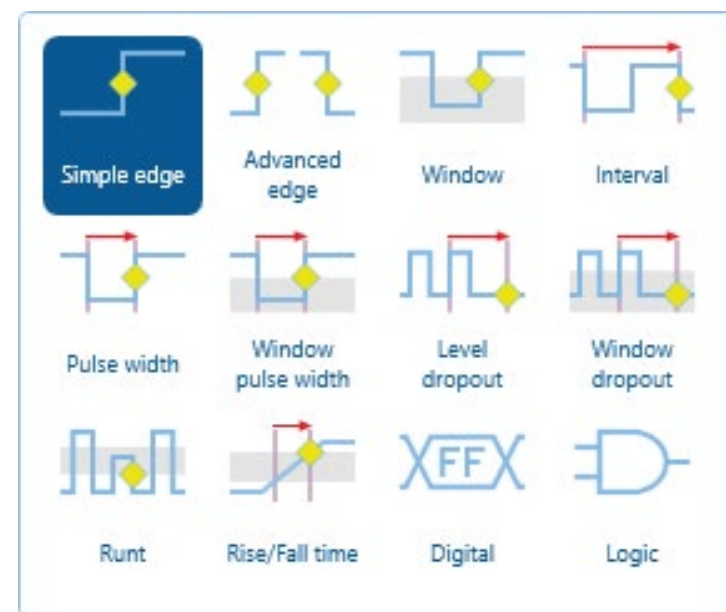 Simple edge
Advanced
edge
Window
Interval
Pulse width
Window
pulse width
Level
dropout
Window
dropout
FF
Runt
Rise/Fall time
Digital
Logic